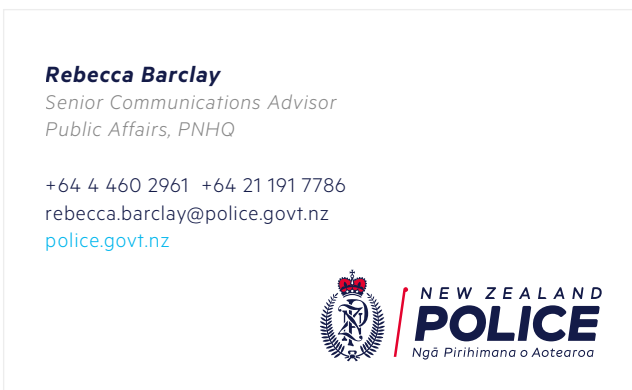 Rebecca Barclay
Senior Communications Advisor
Public Affairs, PNHQ
+64 4 460 2961 +64 21 191 7786
rebecca.barclay@police.govt.nz
police.govt.nz
NEW ZEALAND
POLICE
Ngā Pirihimana o Aotearoa